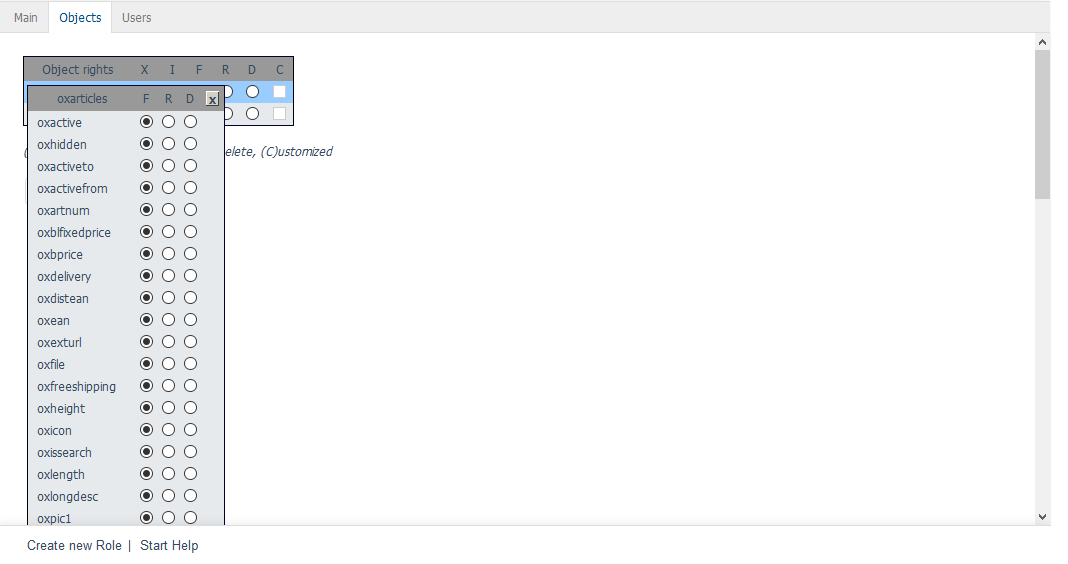 Main Objects Users
Object rights X I F R D C
oxarticles F R D x
oxactive
oxhidden
elete, (C)ustomized
oxactiveto
oxactivefrom
oxartnum
oxblfixedprice
oxbprice
oxdelivery
oxdistean
oxean
oxexturl
oxfile
oxfreeshipping
oxheight
oxicon
oxissearch
oxlength
oxlongdesc
oxpic1
Create new Role | Start Help